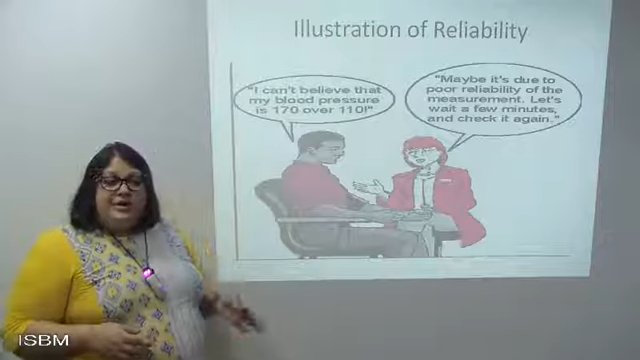 Illustration of Reliability
"I can't believe that
my blood pressure
is 170 over 110!"
"Maybe it's due to
poor reliability of the
measurement. Let's
wait a few minutes,
and check it again."
ISBM